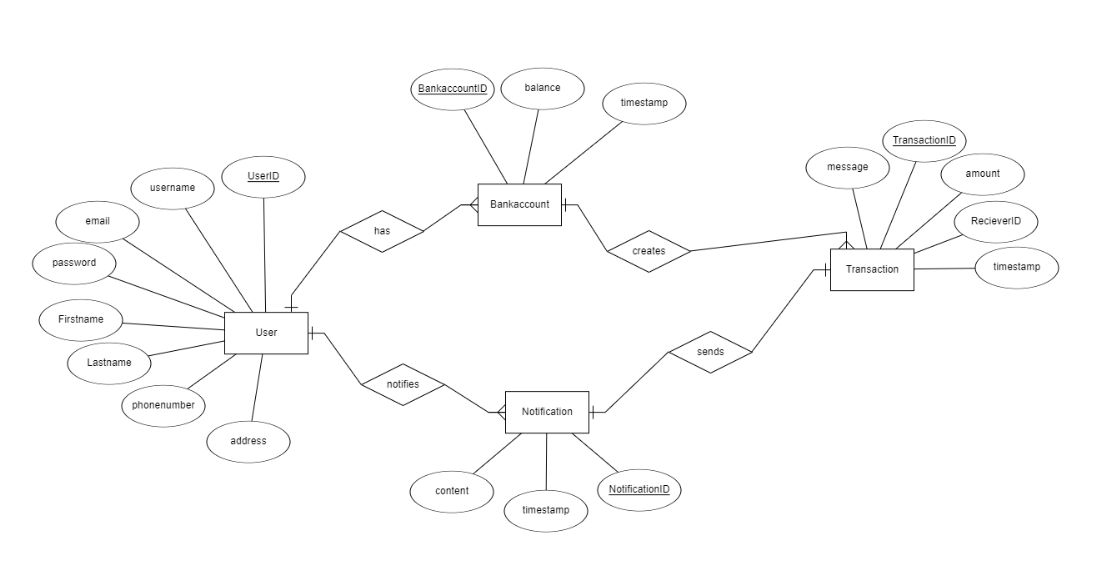 BankaccountID
balance
timestamp
TransactionID
message
amount
UserID
username
Bankaccount
email
has
RecieverID
creates
password
Transaction
timestamp
Firstname
User
sends
Lastname
notifies
phonenumber
Notification
address
content
NotificationID
timestamp